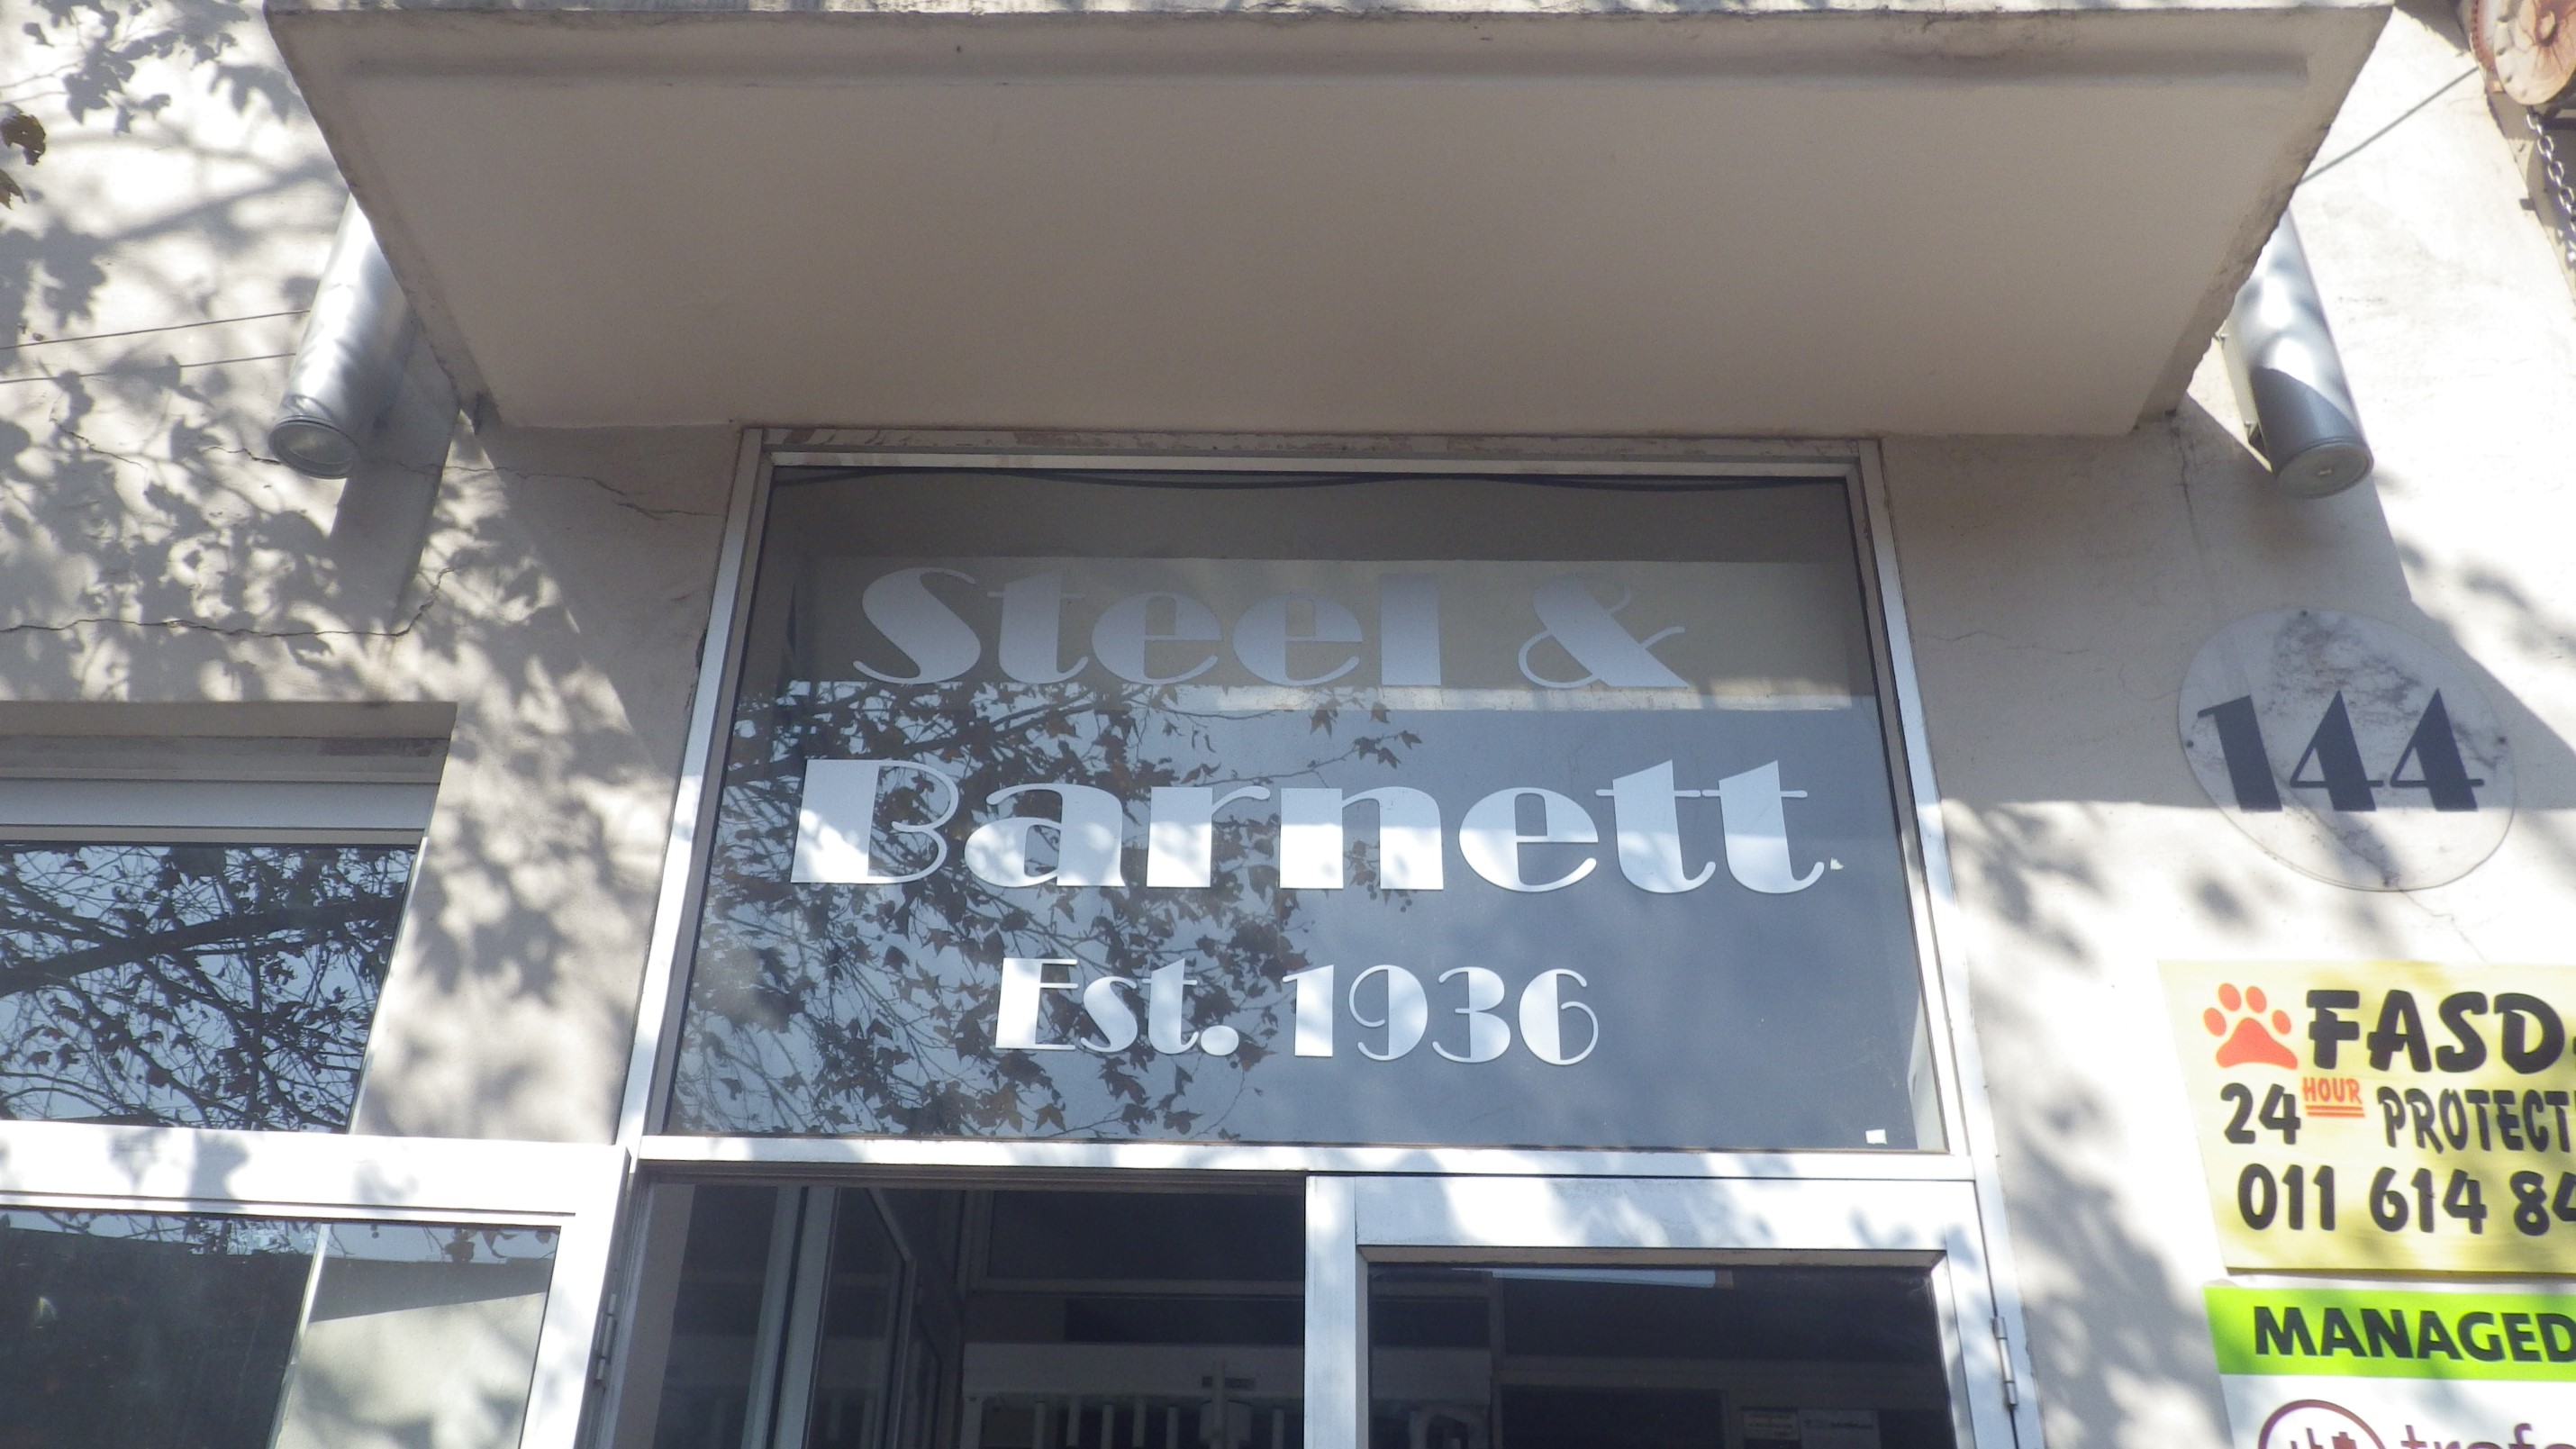 Steel &
Barnett
Est. 1936
144
FASD
24 HOUR PROTECT
011 614 84
MANAGED